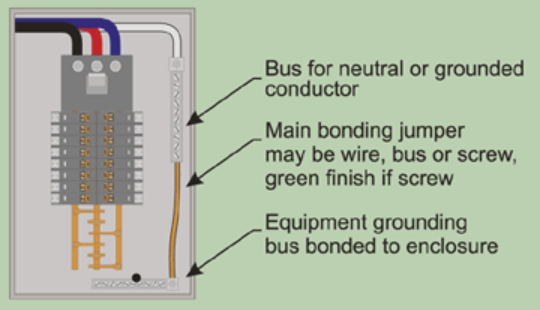 Bus for neutral or grounded
conductor
Main bonding jumper
may be wire, bus or screw,
green finish if screw
Equipment grounding
bus bonded to enclosure